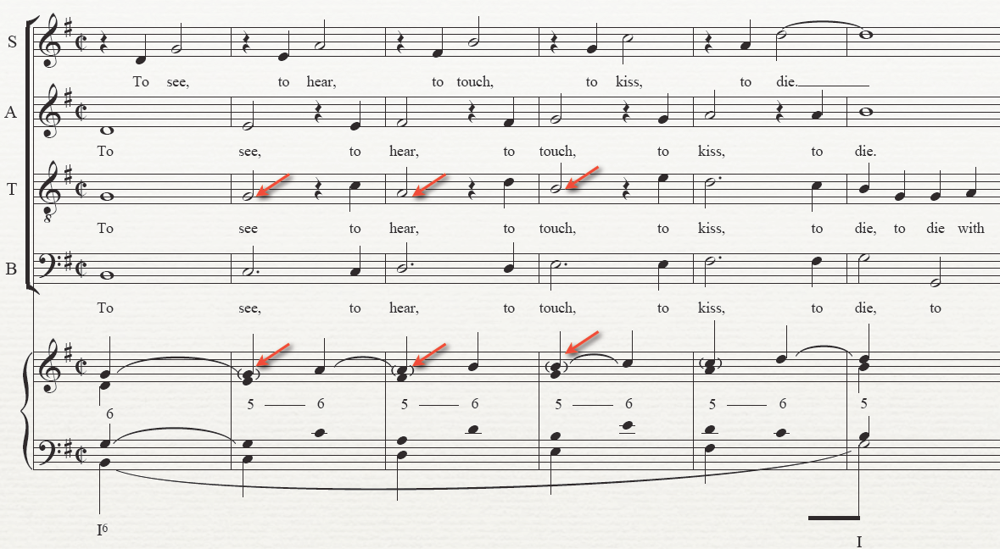 S
To see, to hear, to touch, to kiss, to die.
A
To see, to hear, to touch, to kiss, to die.
T
8
To see to hear, to touch, to kiss, to die, to die with
B
To see, to hear, to touch, to kiss, to die, to
6 5 6 5 6 5 6 5 6 5
I6 I